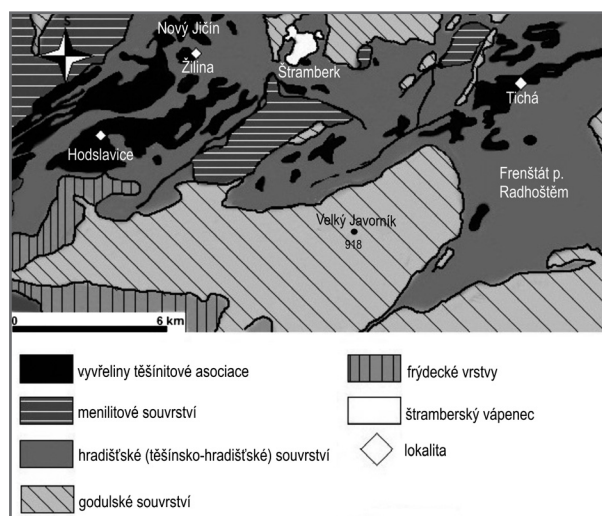 S
Nový Jičín
Žilina
Štramberk
Tichá
Hodslavice
Frenštát p.
Radhoštěm
Velký Javorník
918
0 6 km
vyvřeliny těšínitové asociace
menilitové souvrství
hradišťské (těšínsko-hradišťské) souvrství
godulské souvrství
frýdecké vrstvy
štramberský vápenec
lokalita